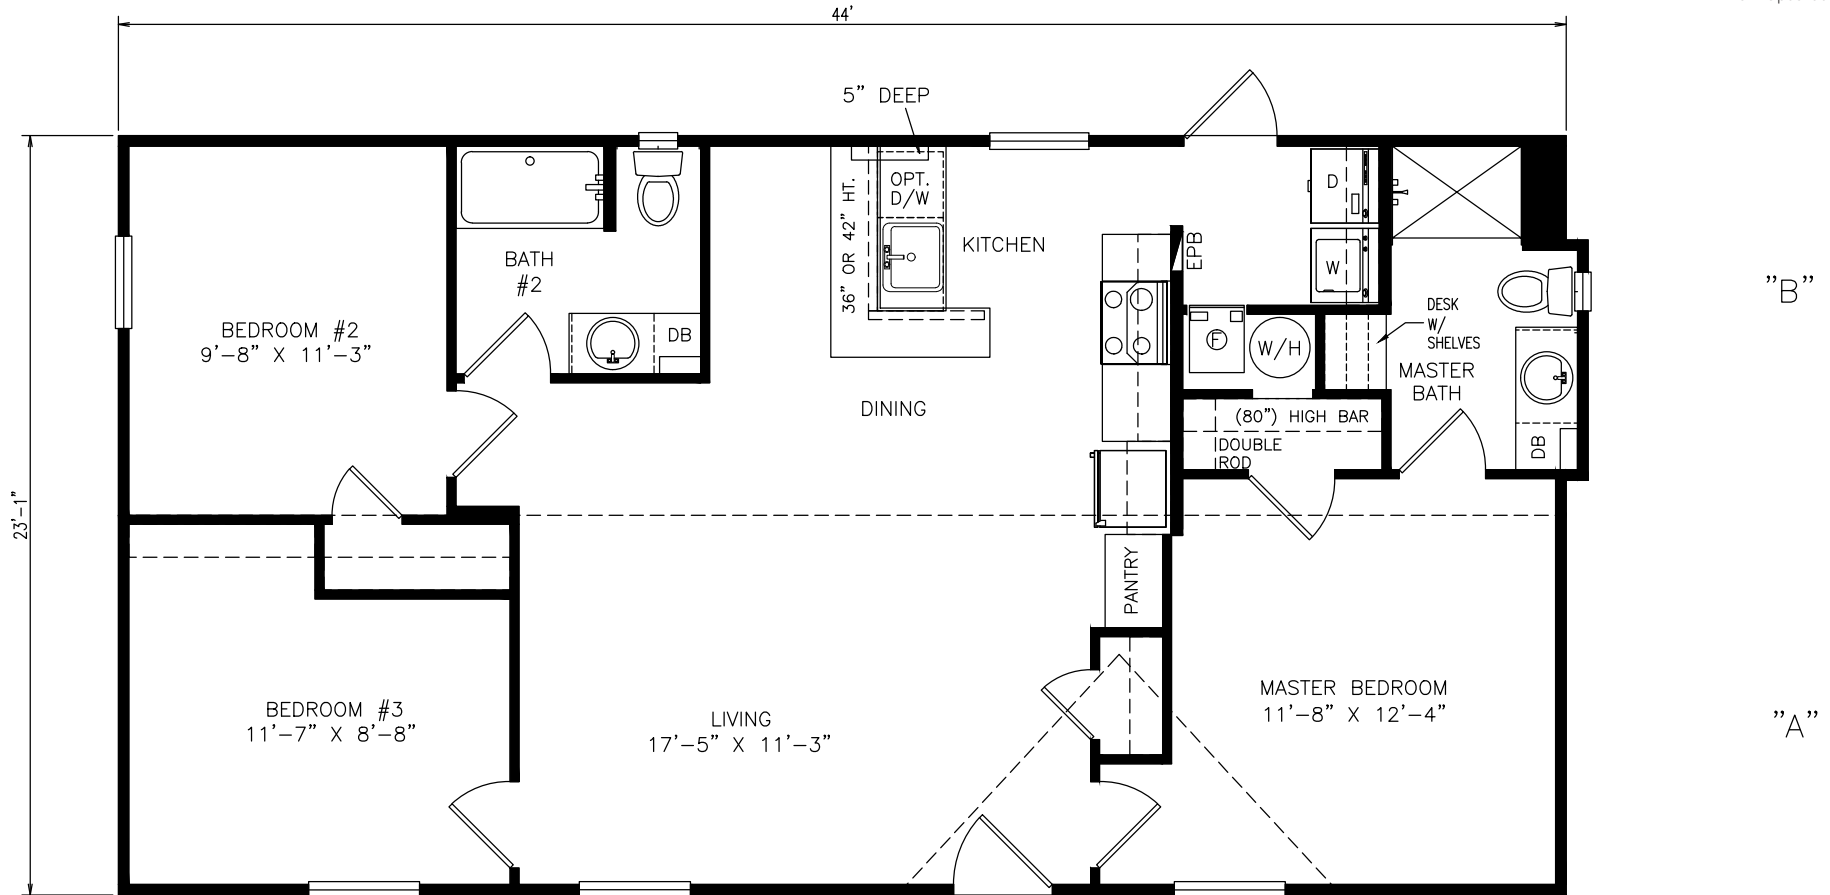 44'
5" DEEP
23'-1"
BEDROOM #2
9'-8" X 11'-3"
BATH
#2
DB
OPT.
D/W
36" OR 42" HT.
KITCHEN
DINING
EPB
D
W
F
W/H
DESK
W/
SHELVES
MASTER
BATH
DB
(80") HIGH BAR
DOUBLE
ROD
PANTRY
BEDROOM #3
11'-7" X 8'-8"
LIVING
17'-5" X 11'-3"
MASTER BEDROOM
11'-8" X 12'-4"
"B"
"A"